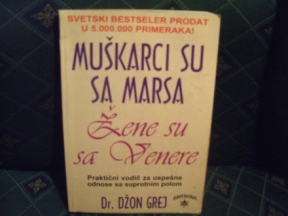 SVETSKI BESTSELER PRODAT
U 5.000.000 PRIMERAKA!
MUŠKARCI SU
SA MARSA
Žene su
sa Venere
Praktični vodič za uspešne
odnose sa suprotnim polom
Dr. DŽON GREJ